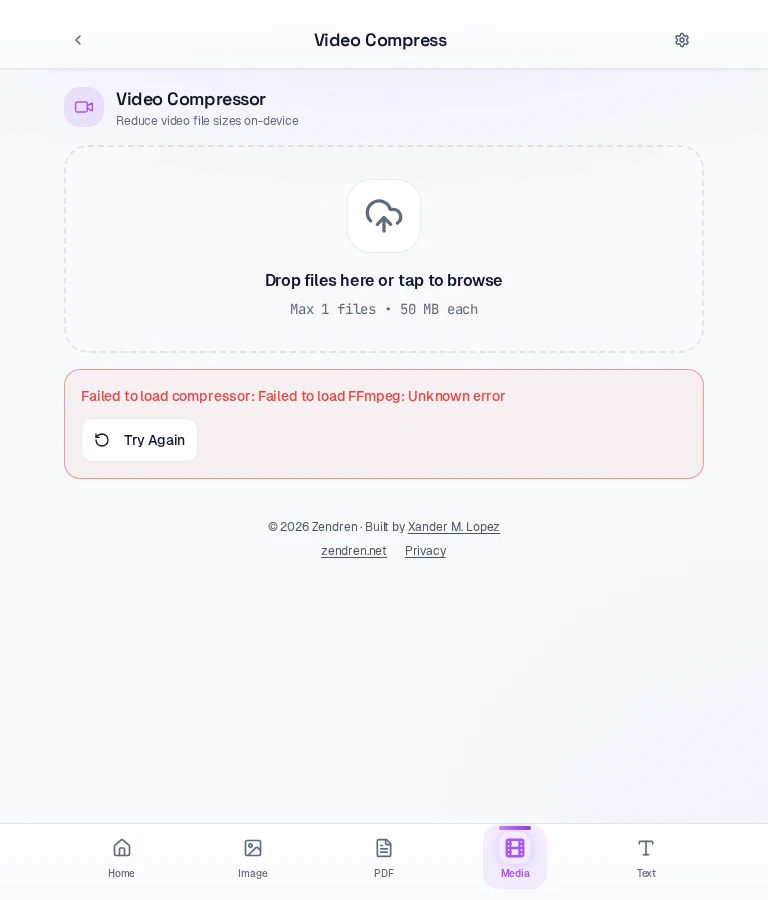 Video Compress
Video Compressor
Reduce video file sizes on-device
Drop files here or tap to browse
Max 1 files • 50 MB each
Failed to load compressor: Failed to load FFmpeg: Unknown error
Try Again
© 2026 Zendren · Built by Xander M. Lopez
zendren.net Privacy
Home Image PDF Media Text